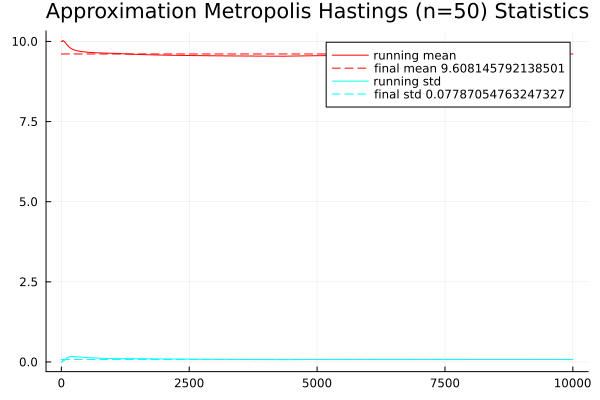 Approximation Metropolis Hastings (n=50) Statistics
10.0
7.5
5.0
2.5
0.0
running mean
final mean 9.608145792138501
running std
final std 0.07787054763247327
0 2500 5000 7500 10000